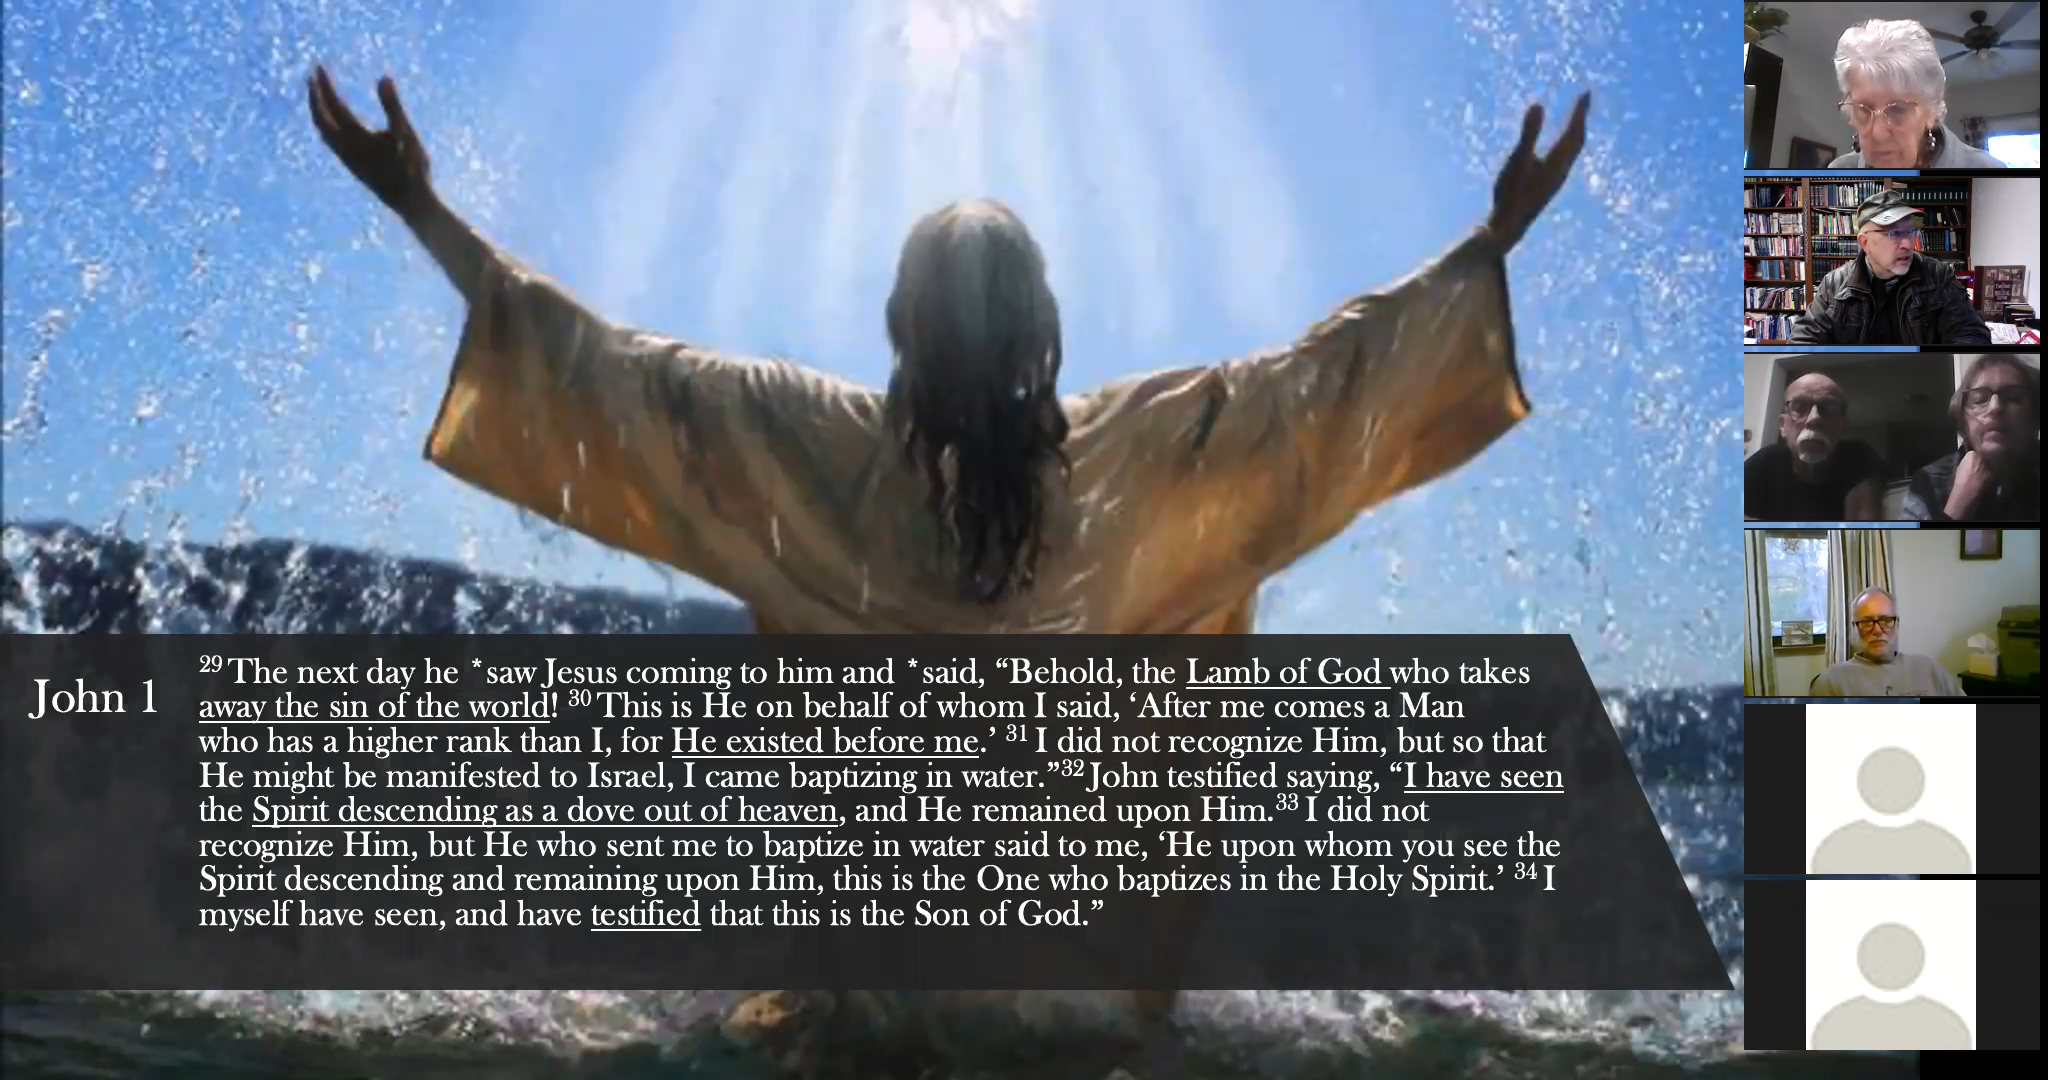 John 1
²⁹ The next day he *saw Jesus coming to him and *said, “Behold, the Lamb of God who takes
away the sin of the world! ³⁰ This is He on behalf of whom I said, ‘After me comes a Man
who has a higher rank than I, for He existed before me.’ ³¹ I did not recognize Him, but so that
He might be manifested to Israel, I came baptizing in water.”³² John testified saying, “I have seen
the Spirit descending as a dove out of heaven, and He remained upon Him.³³ I did not
recognize Him, but He who sent me to baptize in water said to me, ‘He upon whom you see the
Spirit descending and remaining upon Him, this is the One who baptizes in the Holy Spirit.’ ³⁴ I
myself have seen, and have testified that this is the Son of God.”